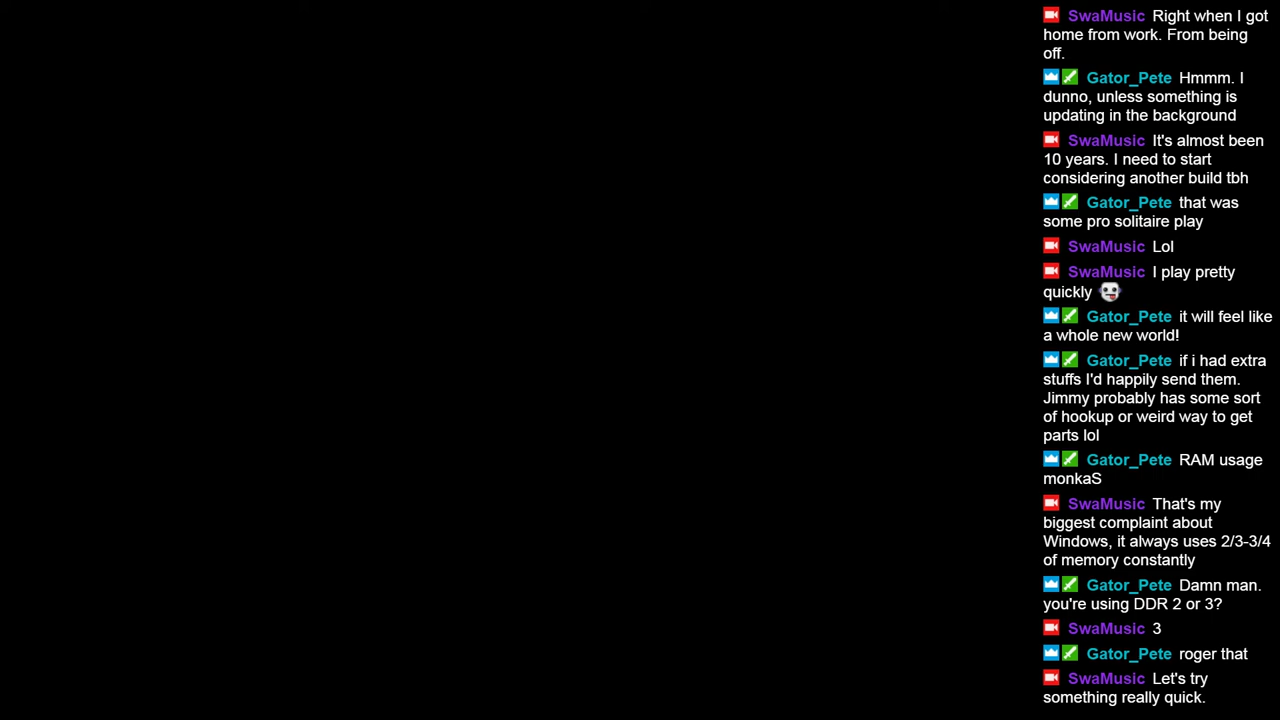 SwaMusic Right when I got
home from work. From being
off.
Gator_Pete Hmmm. I
dunno, unless something is
updating in the background
SwaMusic It's almost been
10 years. I need to start
considering another build tbh
Gator_Pete that was
some pro solitaire play
SwaMusic Lol
SwaMusic I play pretty
quickly
Gator_Pete it will feel like
a whole new world!
Gator_Pete if i had extra
stuffs I'd happily send them.
Jimmy probably has some sort
of hookup or weird way to get
parts lol
Gator_Pete RAM usage
monkaS
SwaMusic That's my
biggest complaint about
Windows, it always uses 2/3-3/4
of memory constantly
Gator_Pete Damn man.
you're using DDR 2 or 3?
SwaMusic 3
Gator_Pete roger that
SwaMusic Let's try
something really quick.